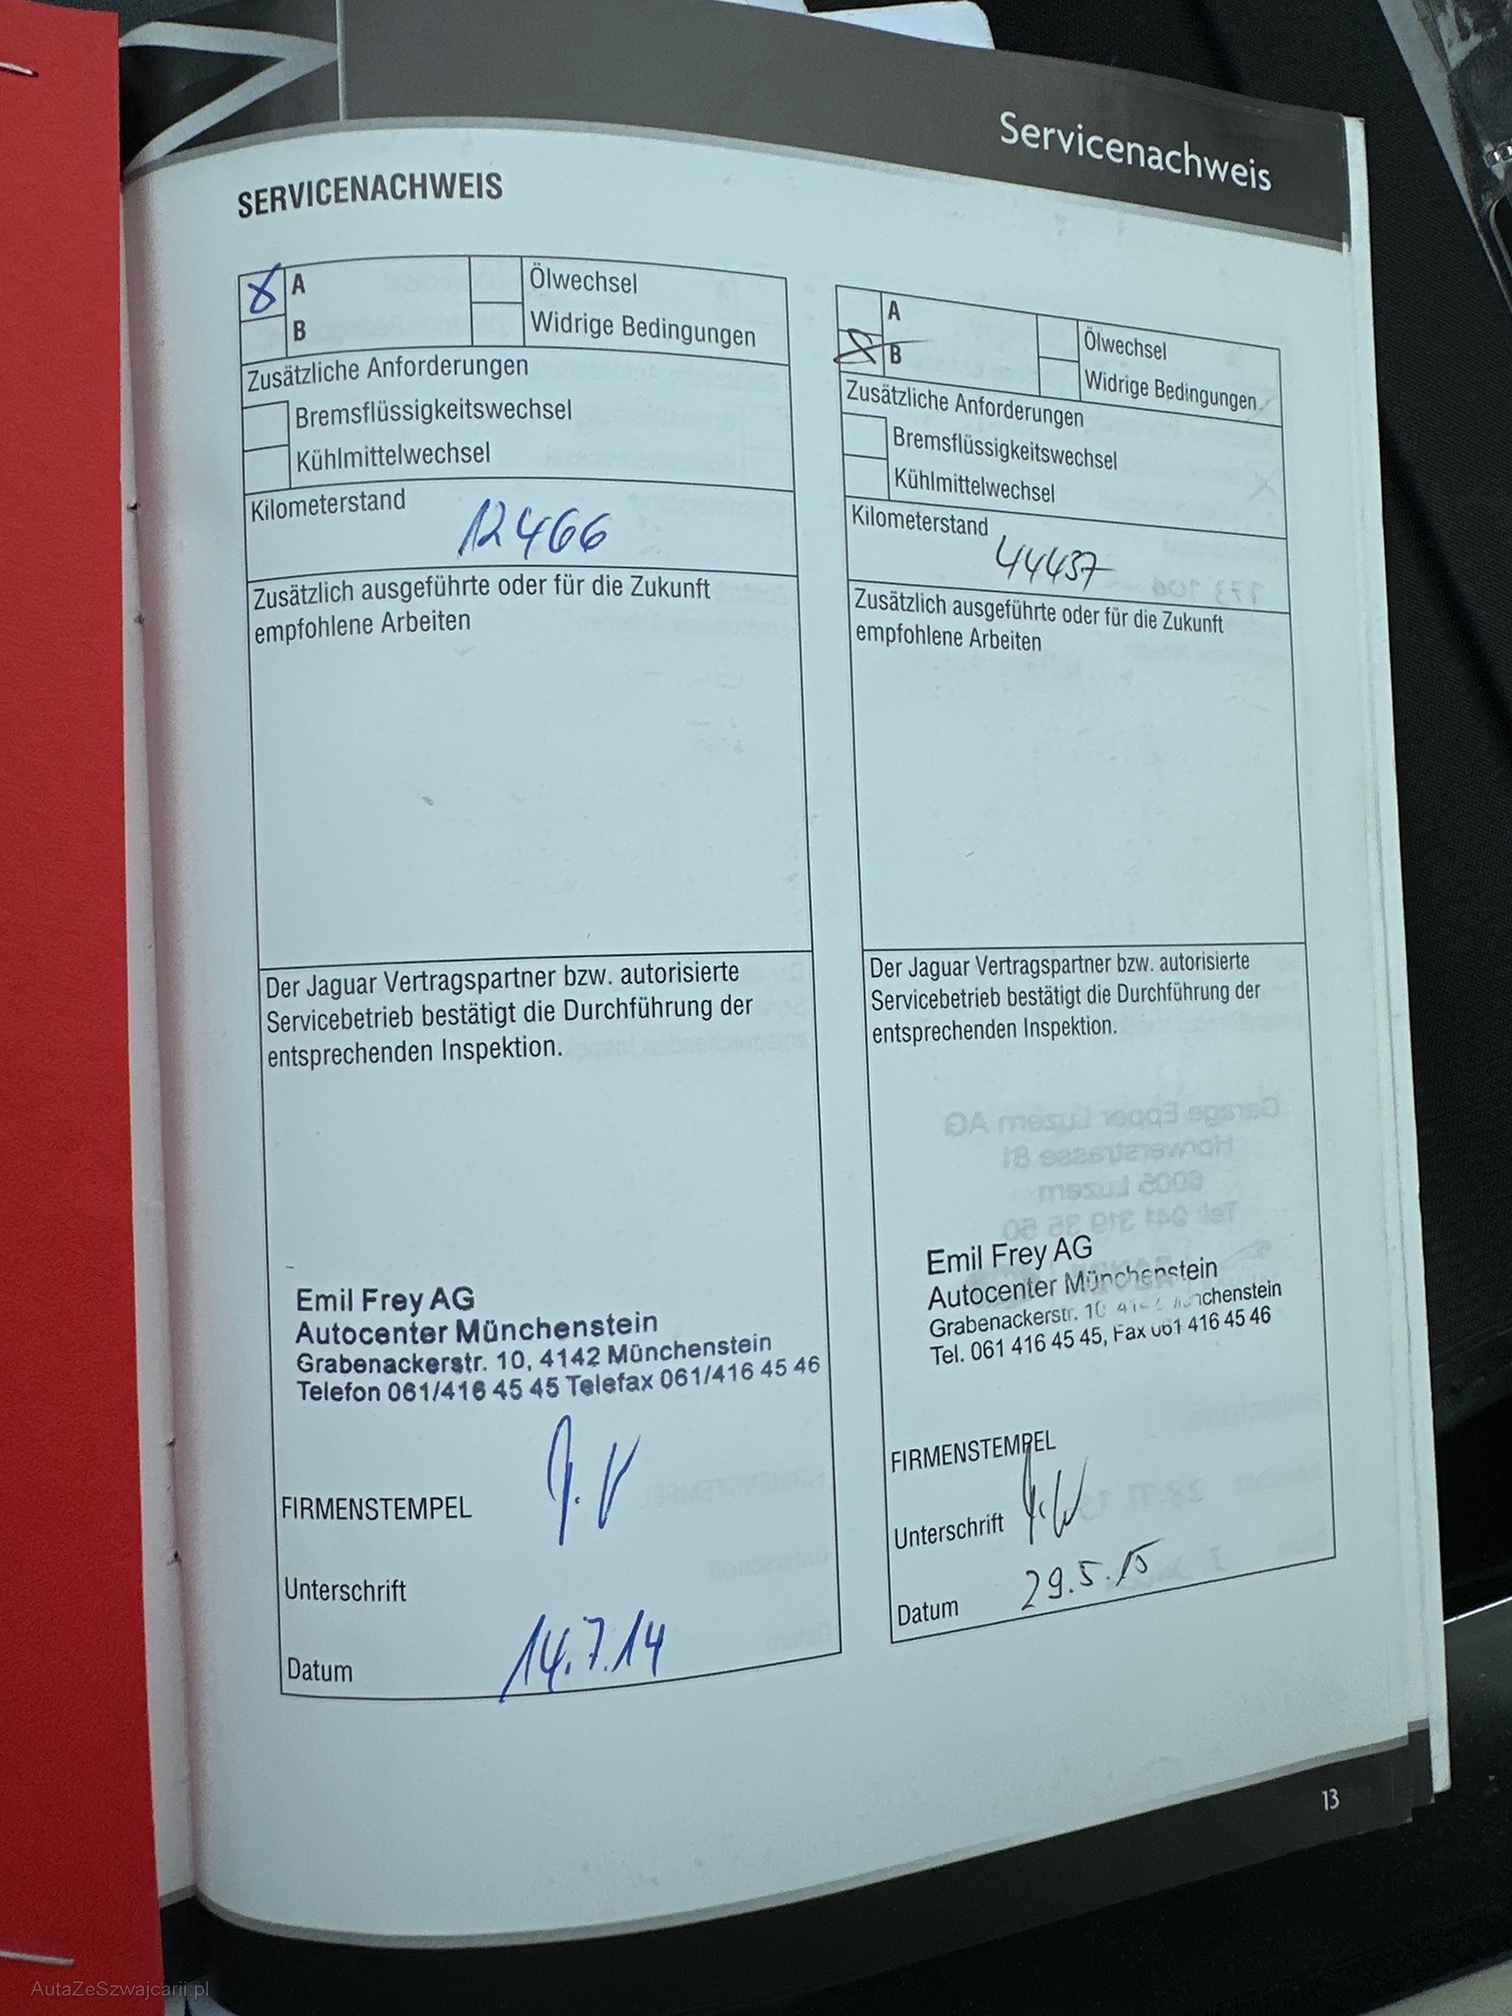 Servicenachweis
SERVICENACHWEIS
A
Ölwechsel
B
Widrige Bedingungen
Zusätzliche Anforderungen
Bremsflüssigkeitswechsel
Kühlmittelwechsel
Kilometerstand
12466
Zusätzlich ausgeführte oder für die Zukunft
empfohlene Arbeiten
Der Jaguar Vertragspartner bzw. autorisierte
Servicebetrieb bestätigt die Durchführung der
entsprechenden Inspektion.
Emil Frey AG
Autocenter Münchenstein
Grabenackerstr. 10, 4142 Münchenstein
Telefon 061/416 45 45 Telefax 061/416 45 46
FIRMENSTEMPEL
Unterschrift
Datum 14.7.14
A
Ölwechsel
B
Widrige Bedingungen
Zusätzliche Anforderungen
Bremsflüssigkeitswechsel
Kühlmittelwechsel
Kilometerstand
44437
Zusätzlich ausgeführte oder für die Zukunft
empfohlene Arbeiten
Der Jaguar Vertragspartner bzw. autorisierte
Servicebetrieb bestätigt die Durchführung der
entsprechenden Inspektion.
Emil Frey AG
Autocenter Münchenstein
Grabenackerstr. 10 4142 Münchenstein
Tel. 061 416 45 45, Fax 061 416 45 46
FIRMENSTEMPEL
Unterschrift
Datum 29.5.15
13
AutaZeSzwajcarii.pl